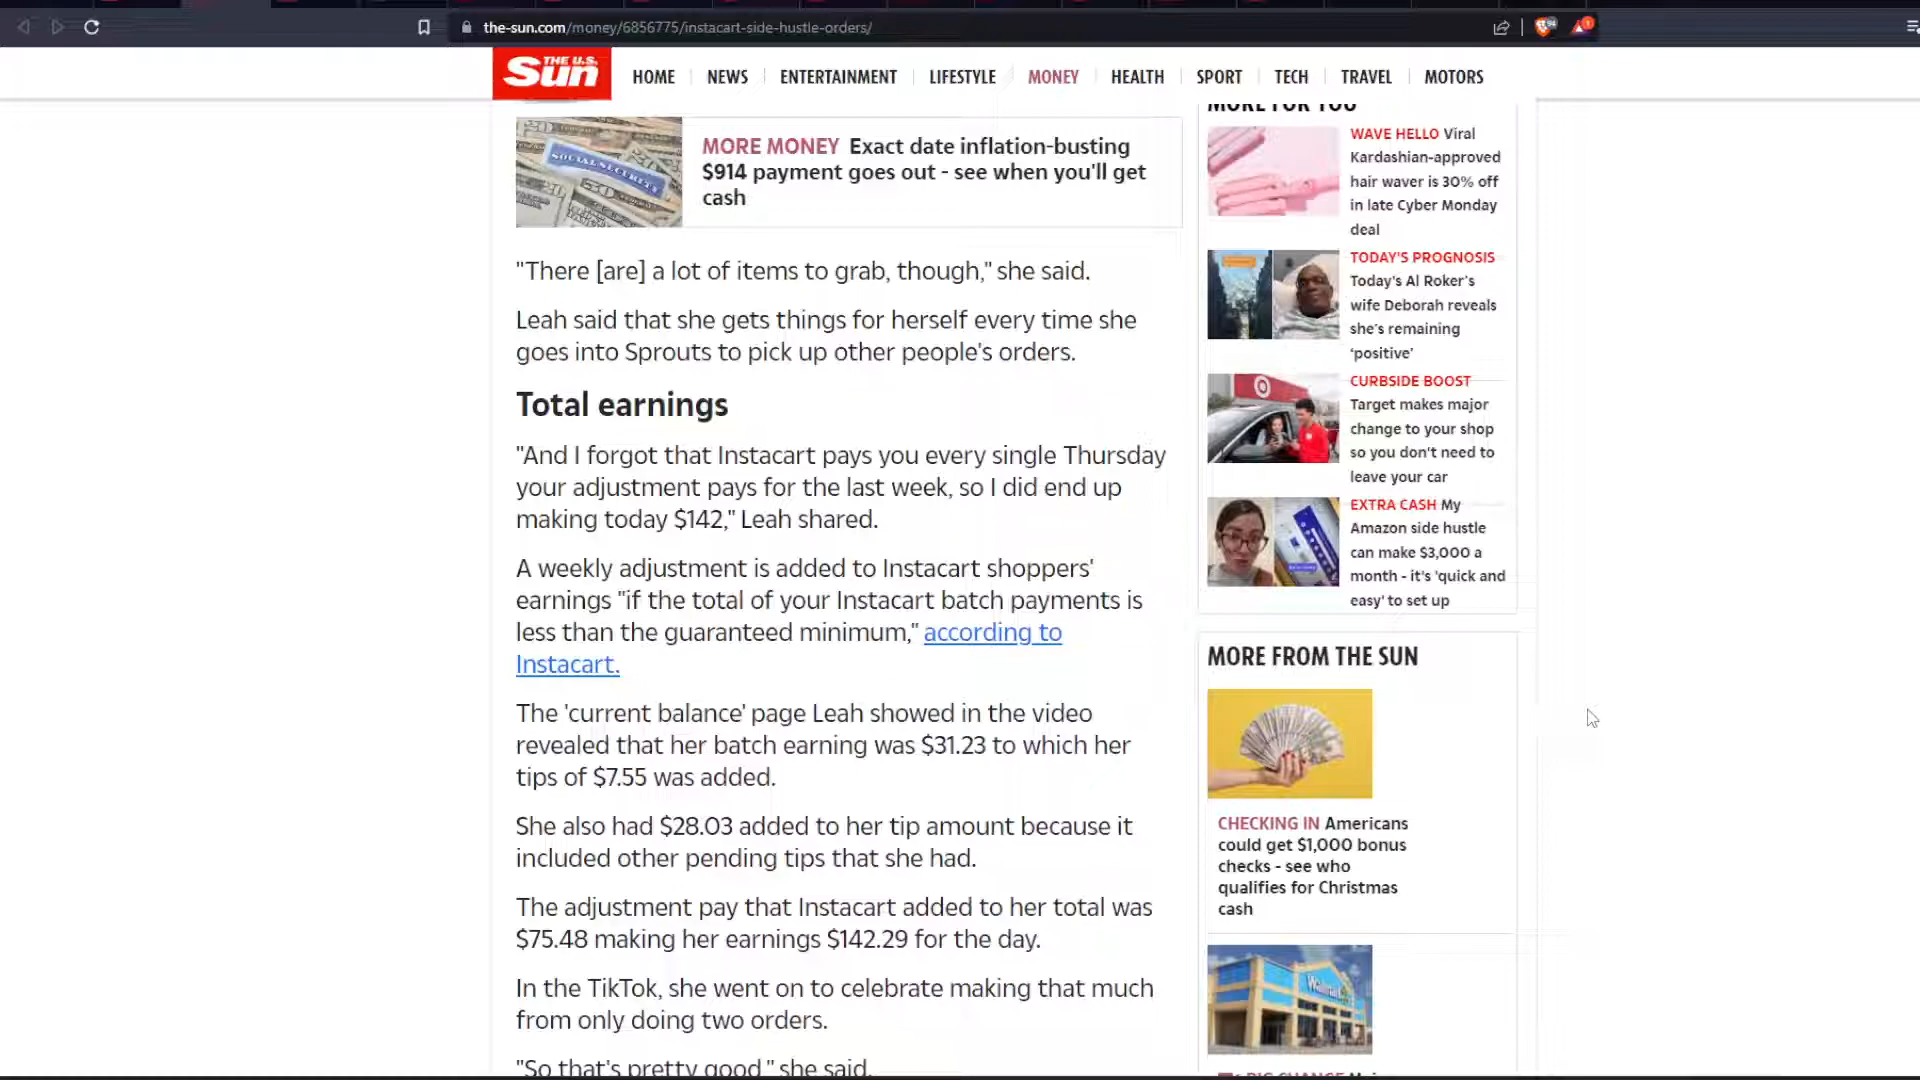 the-sun.com/money/6856775/instacart-side-hustle-orders/
THE U.S.
Sun
HOME
NEWS
ENTERTAINMENT
LIFESTYLE
MONEY
HEALTH
SPORT
TECH
TRAVEL
MOTORS
SOCIAL SECURITY
MORE MONEY Exact date inflation-busting
$914 payment goes out - see when you'll get
cash
"There [are] a lot of items to grab, though," she said.
Leah said that she gets things for herself every time she
goes into Sprouts to pick up other people's orders.
Total earnings
"And I forgot that Instacart pays you every single Thursday
your adjustment pays for the last week, so I did end up
making today $142," Leah shared.
A weekly adjustment is added to Instacart shoppers'
earnings "if the total of your Instacart batch payments is
less than the guaranteed minimum," according to
Instacart.
The 'current balance' page Leah showed in the video
revealed that her batch earning was $31.23 to which her
tips of $7.55 was added.
She also had $28.03 added to her tip amount because it
included other pending tips that she had.
The adjustment pay that Instacart added to her total was
$75.48 making her earnings $142.29 for the day.
In the TikTok, she went on to celebrate making that much
from only doing two orders.
"So that's pretty good," she said.
MORE FOR YOU
WAVE HELLO Viral
Kardashian-approved
hair waver is 30% off
in late Cyber Monday
deal
TODAY'S PROGNOSIS
Today's Al Roker's
wife Deborah reveals
she's remaining
‘positive’
CURBSIDE BOOST
Target makes major
change to your shop
so you don't need to
leave your car
EXTRA CASH My
Amazon side hustle
can make $3,000 a
month - it's 'quick and
easy' to set up
MORE FROM THE SUN
CHECKING IN Americans
could get $1,000 bonus
checks - see who
qualifies for Christmas
cash
Walmart
BIG CHANGE